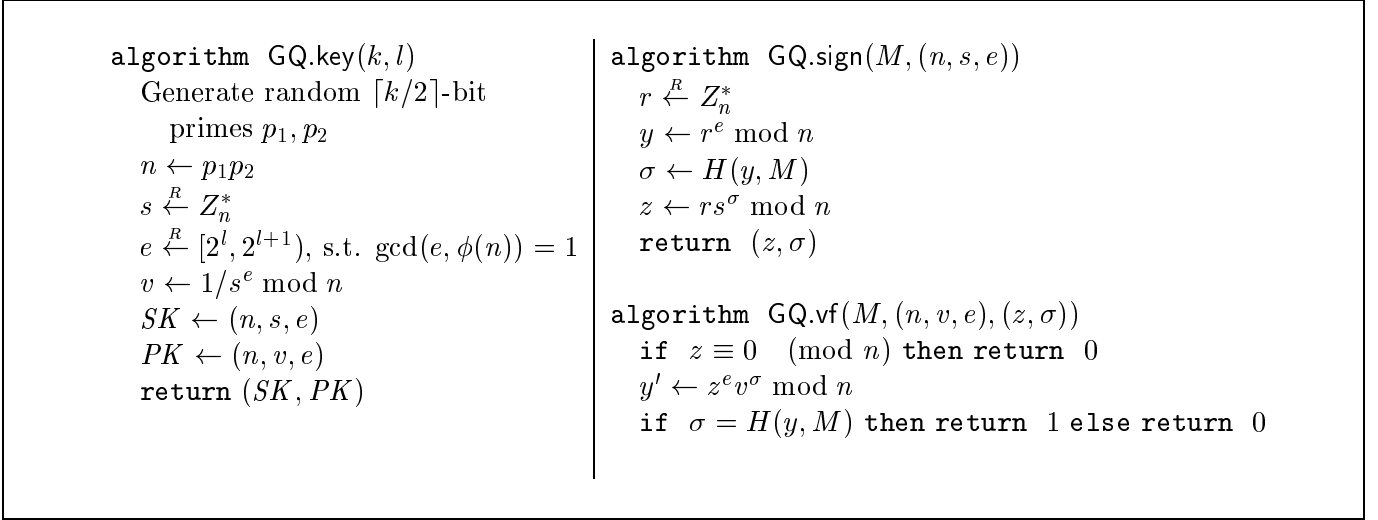 algorithm GQ.key(k, l)
Generate random ⌈k/2⌉-bit
primes p₁, p₂
n ← p₁p₂
s ←ᴿ Zₙ*
e ←ᴿ [2ˡ, 2ˡ⁺¹), s.t. gcd(e, ϕ(n)) = 1
v ← 1/sᵉ mod n
SK ← (n, s, e)
PK ← (n, v, e)
return (SK, PK)
algorithm GQ.sign(M, (n, s, e))
r ←ᴿ Zₙ*
y ← rᵉ mod n
σ ← H(y, M)
z ← rs^σ mod n
return (z, σ)
algorithm GQ.vf(M, (n, v, e), (z, σ))
if z ≡ 0 (mod n) then return 0
y′ ← zᵉv^σ mod n
if σ = H(y, M) then return 1 else return 0